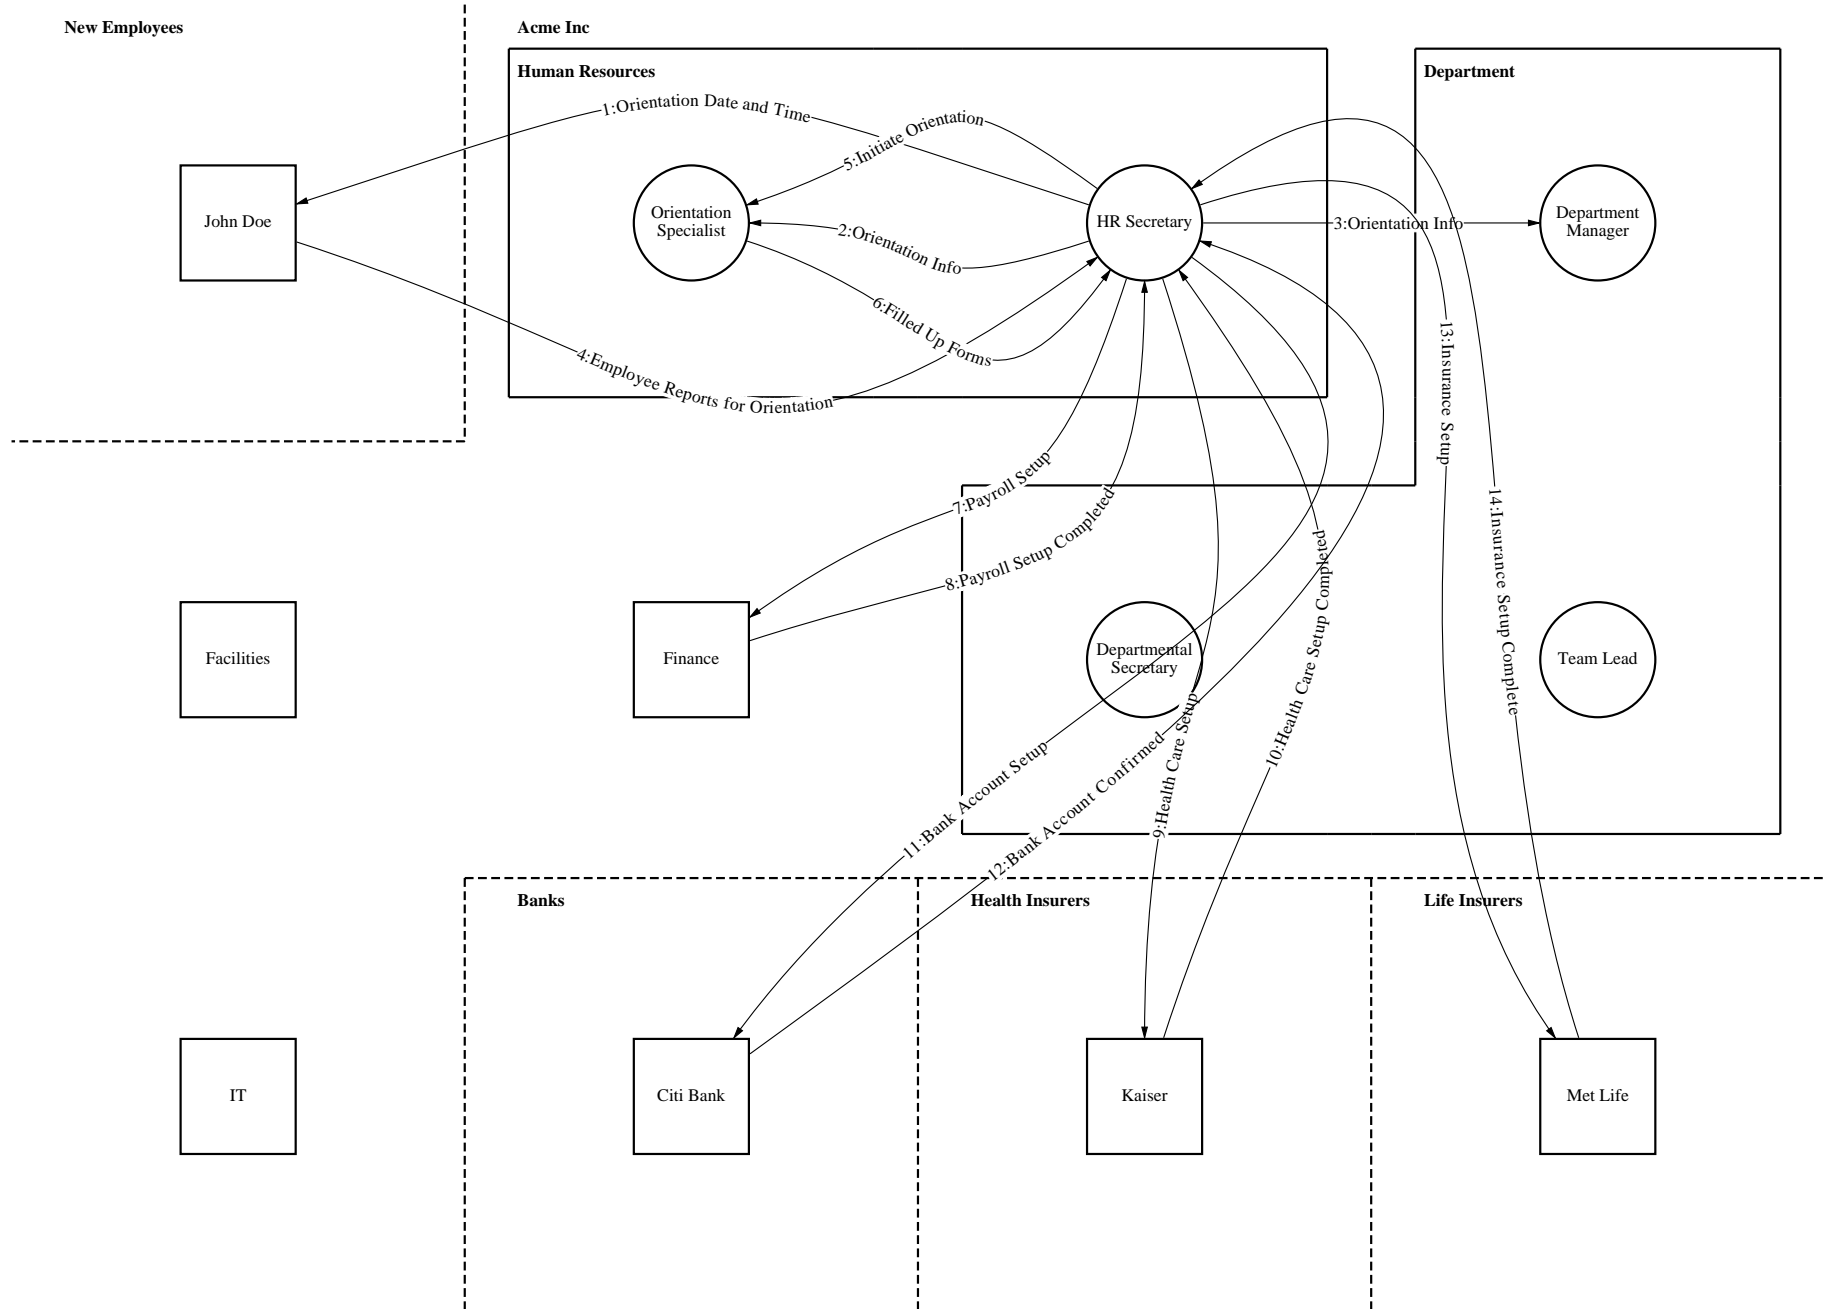 New Employees
Acme Inc
Human Resources
Department
1:Orientation Date and Time
5:Initiate Orientation
John Doe
Orientation
Specialist
HR Secretary
3:Orientation Info
Department
Manager
2:Orientation Info
6:Filled Up Forms
4:Employee Reports for Orientation
13:Insurance Setup
7:Payroll Setup
8:Payroll Setup Completed
14:Insurance Setup Complete
10:Health Care Setup Completed
Facilities
Finance
Departmental
Secretary
Team Lead
9:Health Care Setup
11:Bank Account Setup
12:Bank Account Confirmed
Banks
Health Insurers
Life Insurers
IT
Citi Bank
Kaiser
Met Life